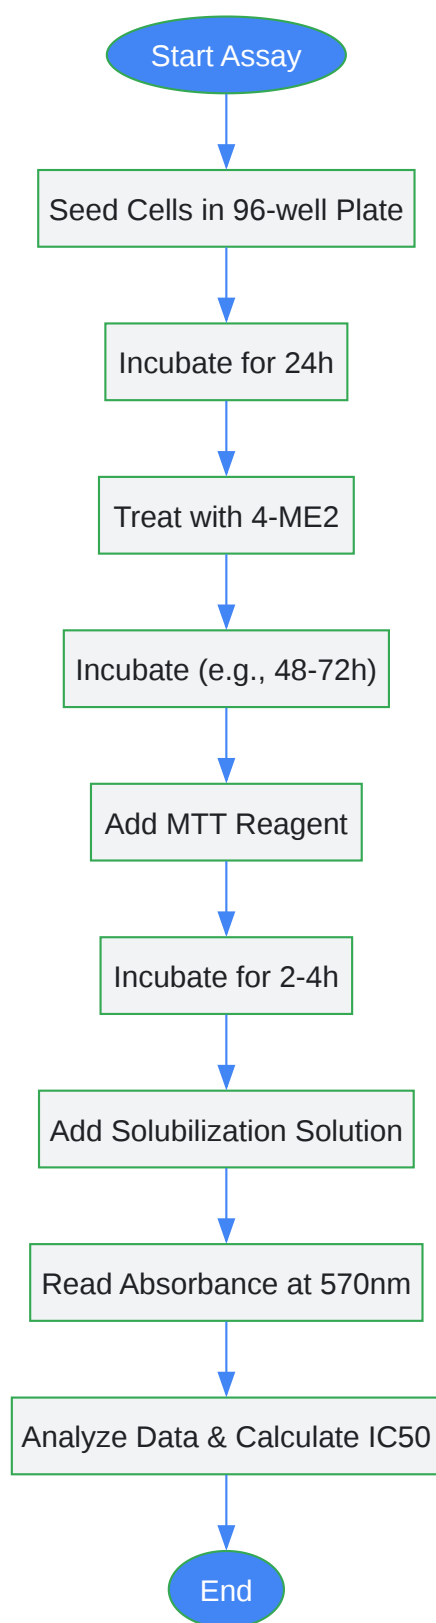 Start Assay
Seed Cells in 96-well Plate
Incubate for 24h
Treat with 4-ME2
Incubate (e.g., 48-72h)
Add MTT Reagent
Incubate for 2-4h
Add Solubilization Solution
Read Absorbance at 570nm
Analyze Data & Calculate IC50
End